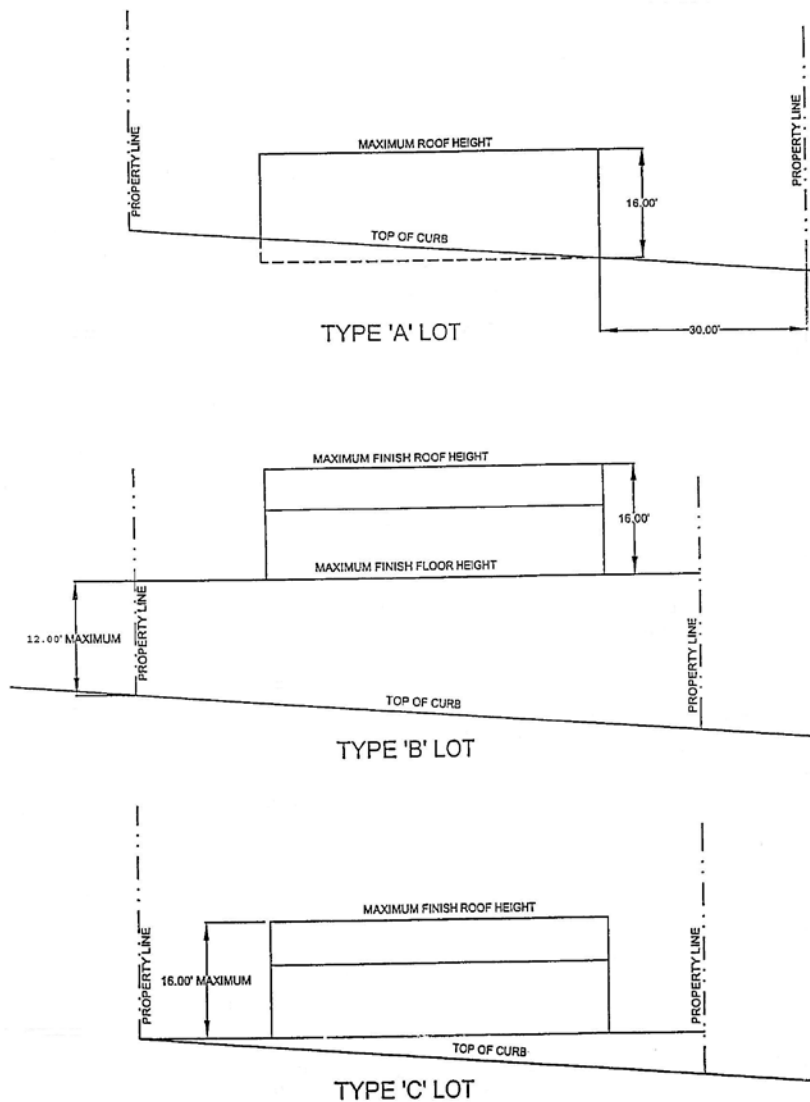 PROPERTY LINE
PROPERTY LINE
MAXIMUM ROOF HEIGHT
16.00'
TOP OF CURB
30.00'
TYPE 'A' LOT
MAXIMUM FINISH ROOF HEIGHT
16.00'
MAXIMUM FINISH FLOOR HEIGHT
PROPERTY LINE
12.00' MAXIMUM
PROPERTY LINE
TOP OF CURB
TYPE 'B' LOT
MAXIMUM FINISH ROOF HEIGHT
PROPERTY LINE
16.00' MAXIMUM
PROPERTY LINE
TOP OF CURB
TYPE 'C' LOT